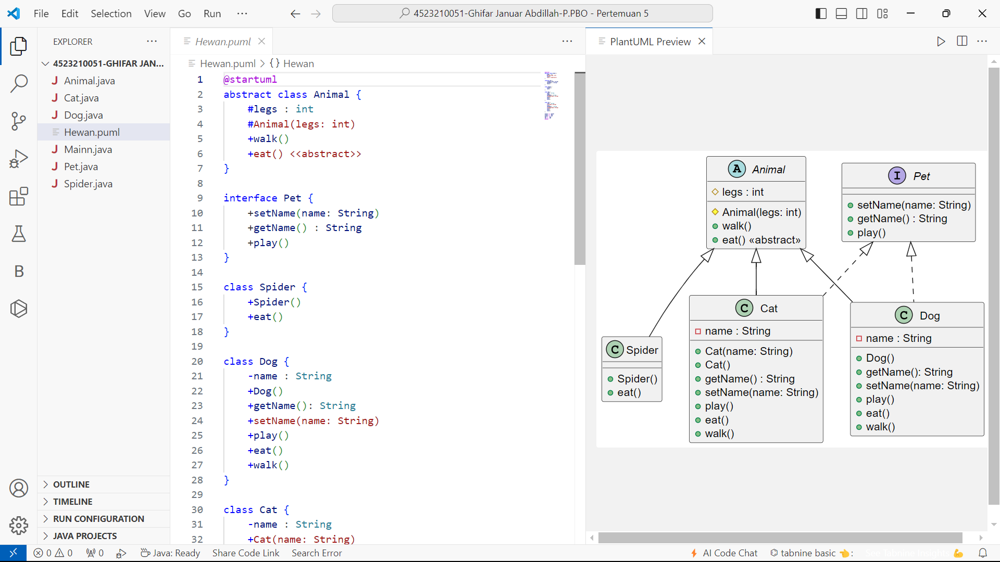 File Edit Selection View Go Run ··· 4523210051-Ghifar Januar Abdillah-P.PBO - Pertemuan 5
EXPLORER ···
4523210051-GHIFAR JAN...
Animal.java
Cat.java
Dog.java
Hewan.puml
Mainn.java
Pet.java
Spider.java
OUTLINE
TIMELINE
RUN CONFIGURATION
JAVA PROJECTS
Hewan.puml ···
Hewan.puml > {} Hewan
1 @startuml
2 abstract class Animal {
3 #legs : int
4 #Animal(legs: int)
5 +walk()
6 +eat() <<abstract>>
7 }
8
9 interface Pet {
10 +setName(name: String)
11 +getName() : String
12 +play()
13 }
14
15 class Spider {
16 +Spider()
17 +eat()
18 }
19
20 class Dog {
21 -name : String
22 +Dog()
23 +getName(): String
24 +setName(name: String)
25 +play()
26 +eat()
27 +walk()
28 }
29
30 class Cat {
31 -name : String
32 +Cat(name: String)
PlantUML Preview ···
A Animal
legs : int
Animal(legs: int)
walk()
eat() «abstract»
I Pet
setName(name: String)
getName() : String
play()
C Spider
Spider()
eat()
C Cat
name : String
Cat(name: String)
Cat()
getName() : String
setName(name: String)
play()
eat()
walk()
C Dog
name : String
Dog()
getName(): String
setName(name: String)
play()
eat()
walk()
0 0 0 Java: Ready Share Code Link Search Error AI Code Chat tabnine basic 👈: See Tabnine Insights 💪